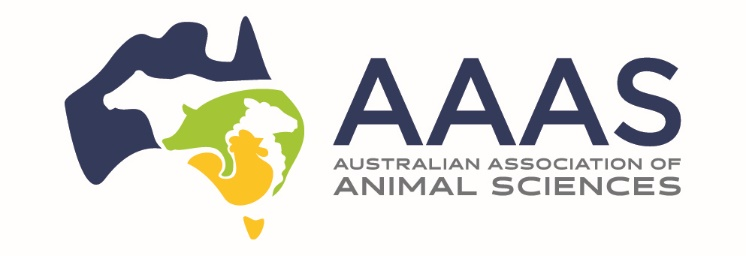 AAAS
AUSTRALIAN ASSOCIATION OF
ANIMAL SCIENCES